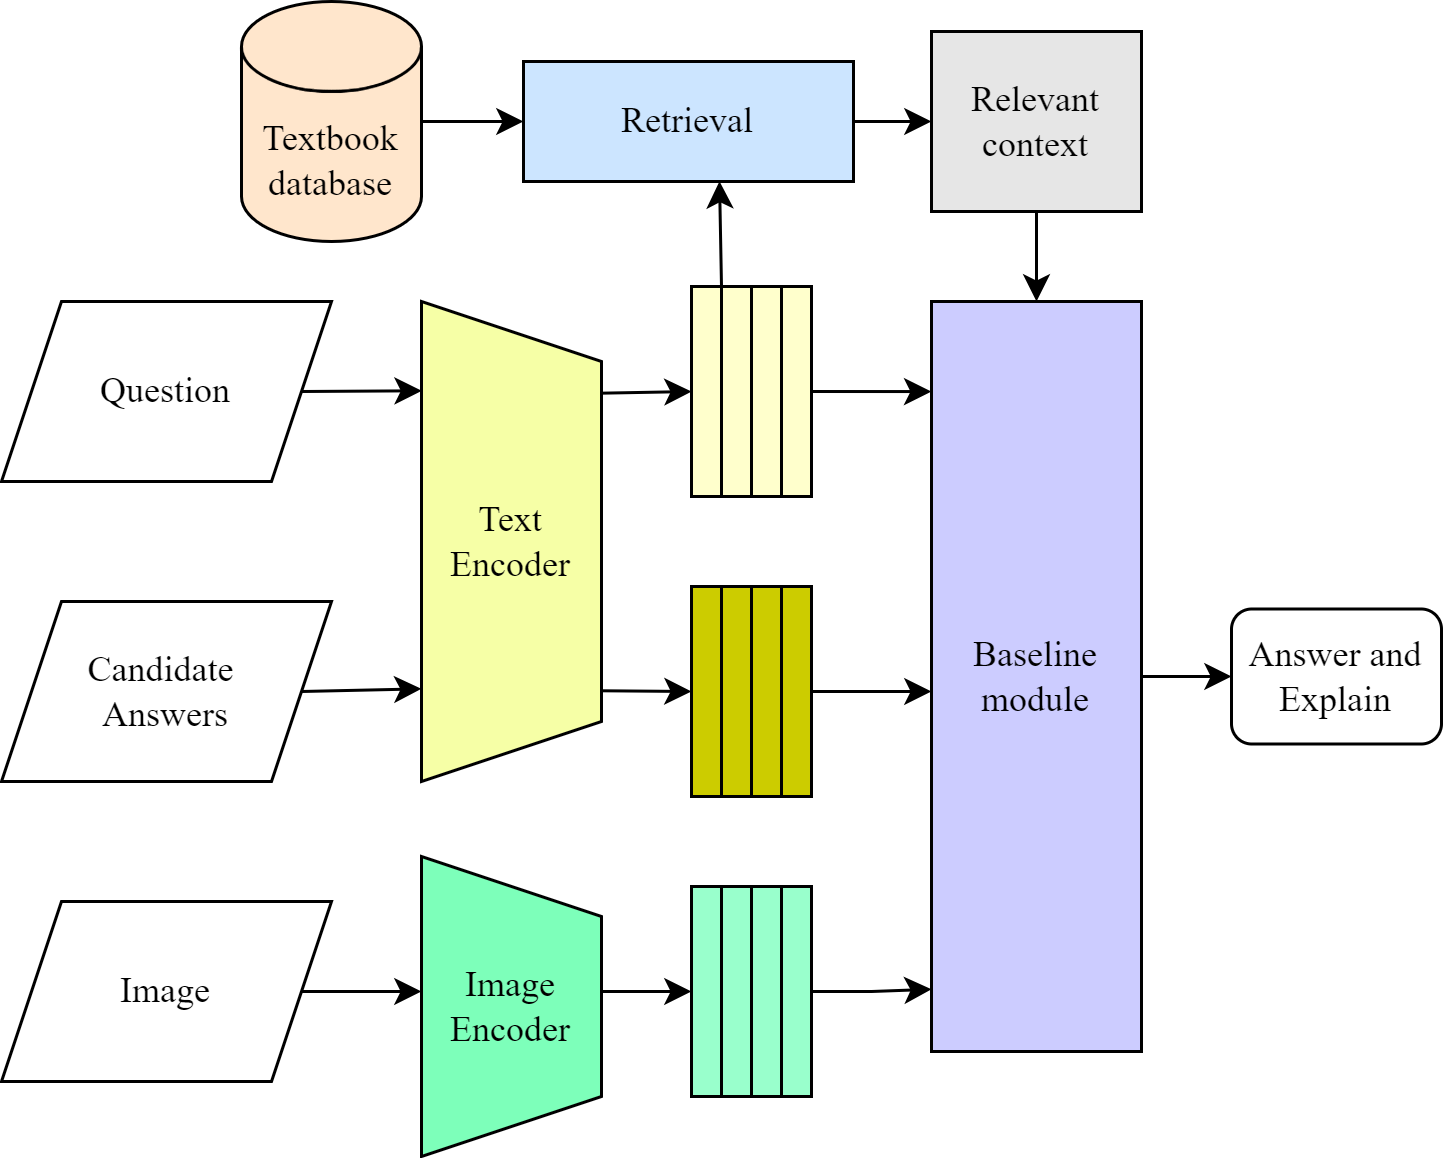 Textbook
database
Retrieval
Relevant
context
Question
Text
Encoder
Candidate
Answers
Baseline
module
Answer and
Explain
Image
Image
Encoder